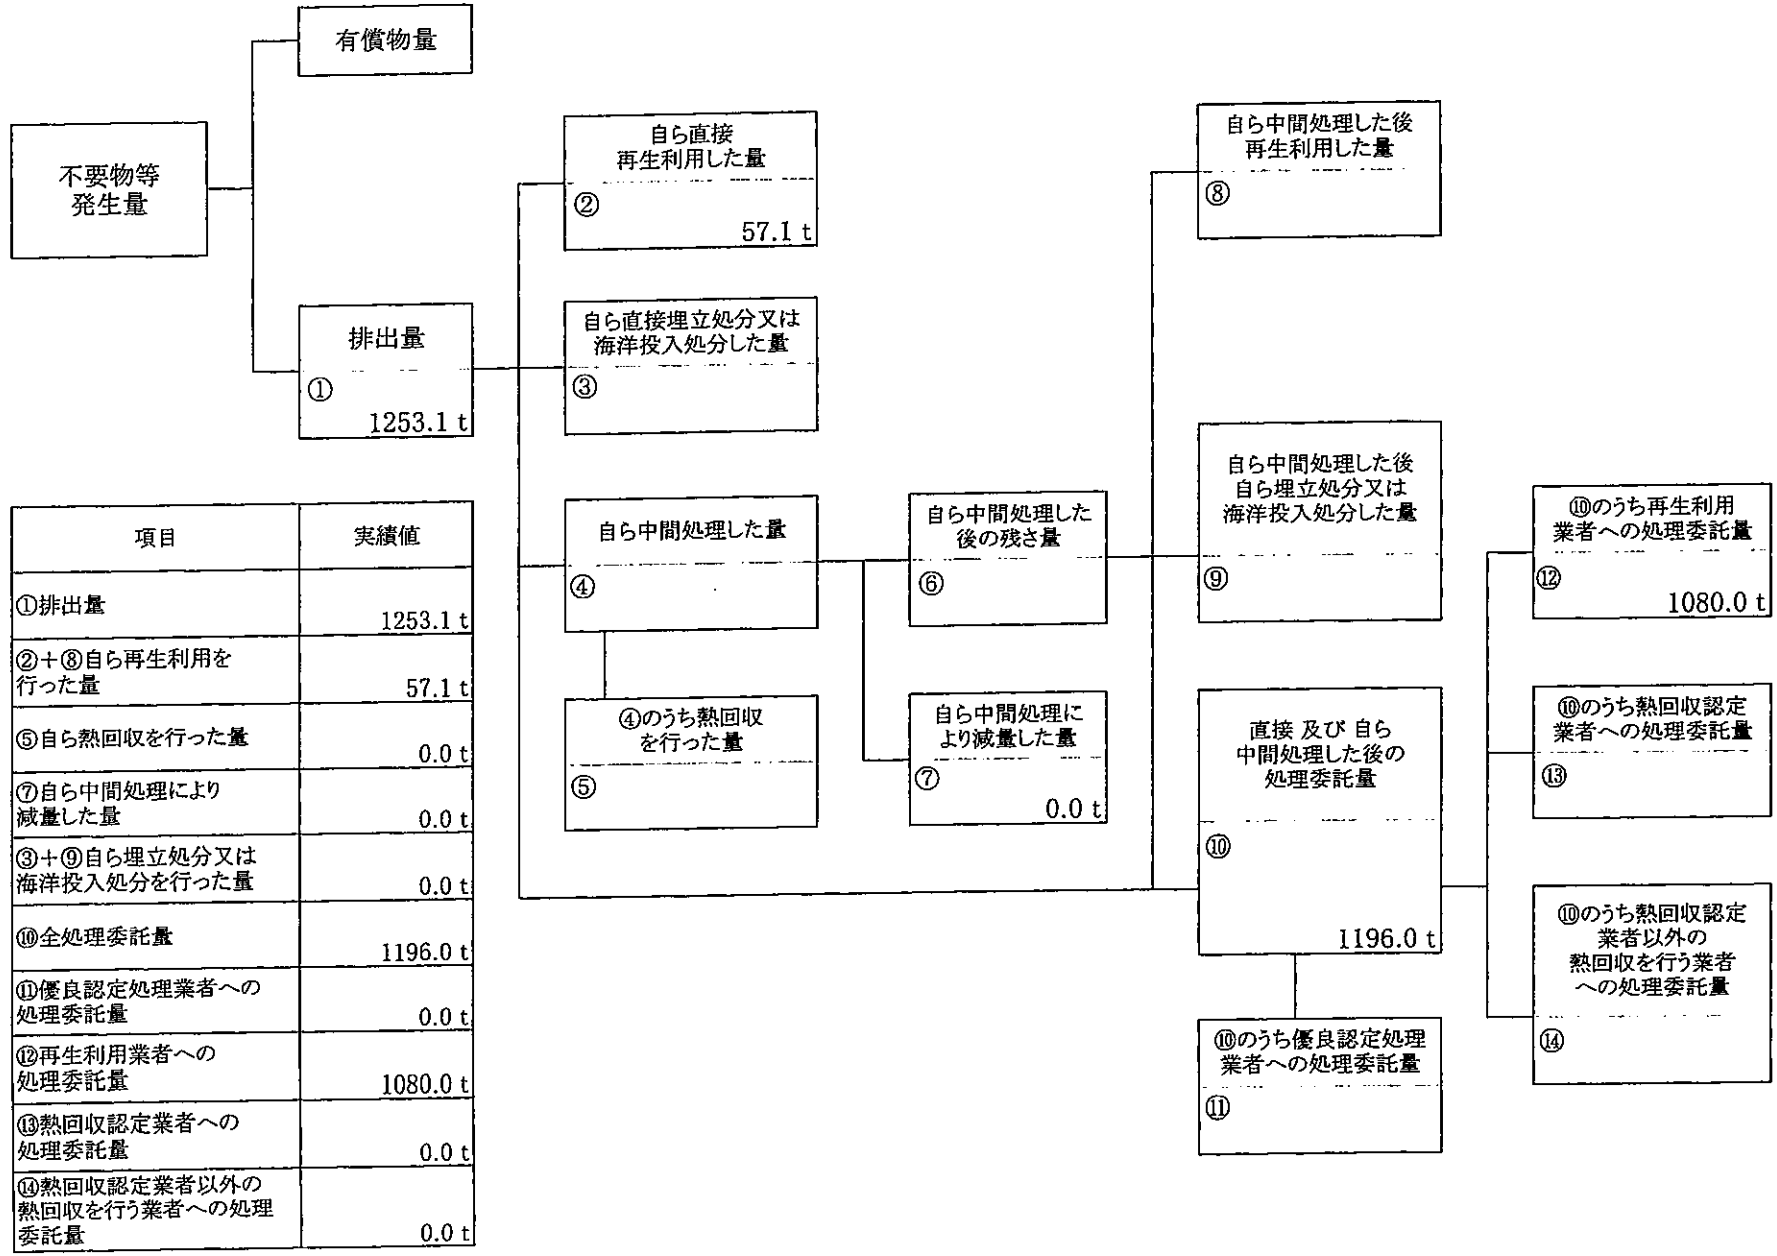 有償物量
不要物等
発生量
排出量
①
1253.1 t
自ら直接
再生利用した量
②
57.1 t
自ら直接埋立処分又は
海洋投入処分した量
③
自ら中間処理した量
④
④のうち熱回収
を行った量
⑤
自ら中間処理した
後の残さ量
⑥
自ら中間処理に
より減量した量
⑦
0.0 t
自ら中間処理した後
再生利用した量
⑧
自ら中間処理した後
自ら埋立処分又は
海洋投入処分した量
⑨
直接 及び 自ら
中間処理した後の
処理委託量
⑩
1196.0 t
⑩のうち優良認定処理
業者への処理委託量
⑪
⑩のうち再生利用
業者への処理委託量
⑫
1080.0 t
⑩のうち熱回収認定
業者への処理委託量
⑬
⑩のうち熱回収認定
業者以外の
熱回収を行う業者
への処理委託量
⑭
項目 実績値
①排出量
1253.1 t
②+⑧自ら再生利用を
行った量
57.1 t
⑤自ら熱回収を行った量
0.0 t
⑦自ら中間処理により
減量した量
0.0 t
③+⑨自ら埋立処分又は
海洋投入処分を行った量
0.0 t
⑩全処理委託量
1196.0 t
⑪優良認定処理業者への
処理委託量
0.0 t
⑫再生利用業者への
処理委託量
1080.0 t
⑬熱回収認定業者への
処理委託量
0.0 t
⑭熱回収認定業者以外の
熱回収を行う業者への処理
委託量
0.0 t